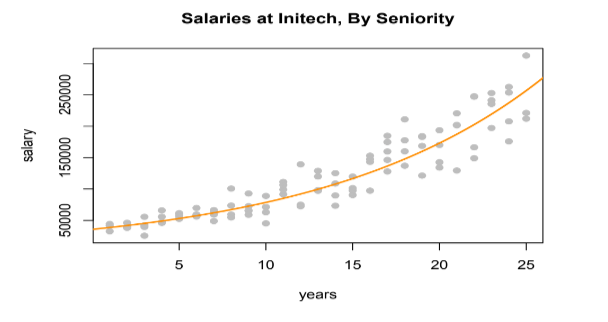 Salaries at Initech, By Seniority
salary
250000
150000
50000
5 10 15 20 25
years